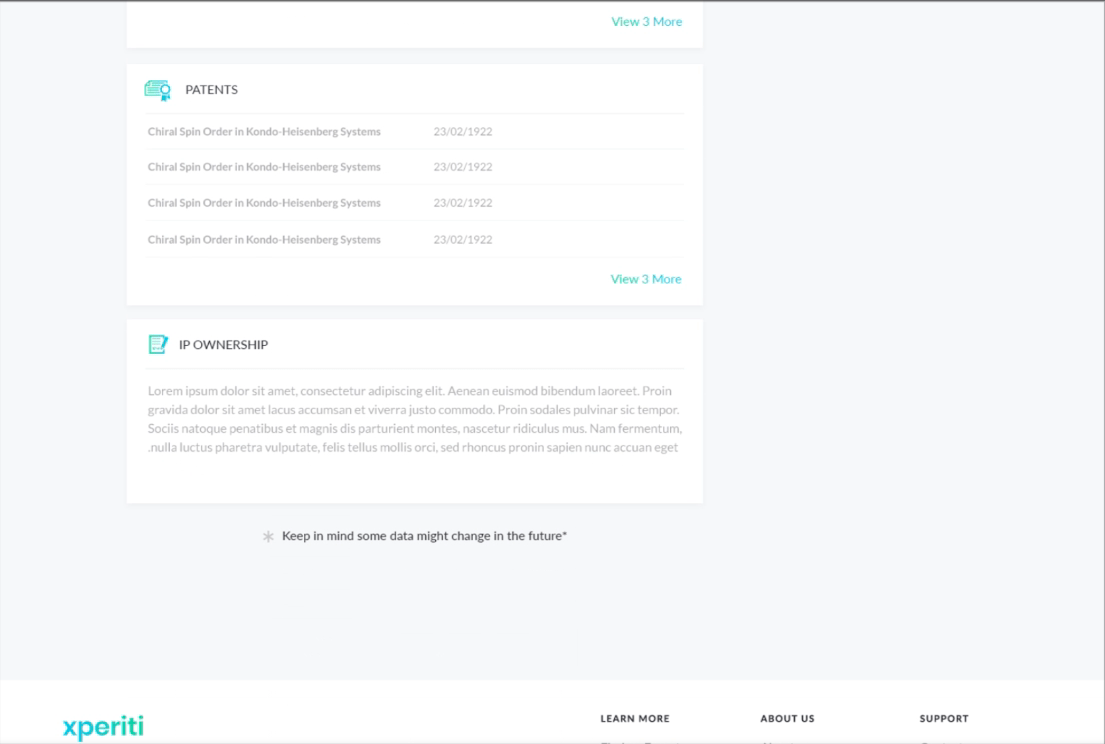 View 3 More
PATENTS
Chiral Spin Order in Kondo-Heisenberg Systems 23/02/1922
Chiral Spin Order in Kondo-Heisenberg Systems 23/02/1922
Chiral Spin Order in Kondo-Heisenberg Systems 23/02/1922
Chiral Spin Order in Kondo-Heisenberg Systems 23/02/1922
View 3 More
IP OWNERSHIP
Lorem ipsum dolor sit amet, consectetur adipiscing elit. Aenean euismod bibendum laoreet. Proin
gravida dolor sit amet lacus accumsan et viverra justo commodo. Proin sodales pulvinar sic tempor.
Sociis natoque penatibus et magnis dis parturient montes, nascetur ridiculus mus. Nam fermentum,
.nulla luctus pharetra vulputate, felis tellus mollis orci, sed rhoncus pronin sapien nunc accuan eget
* Keep in mind some data might change in the future*
xperiti
LEARN MORE ABOUT US SUPPORT